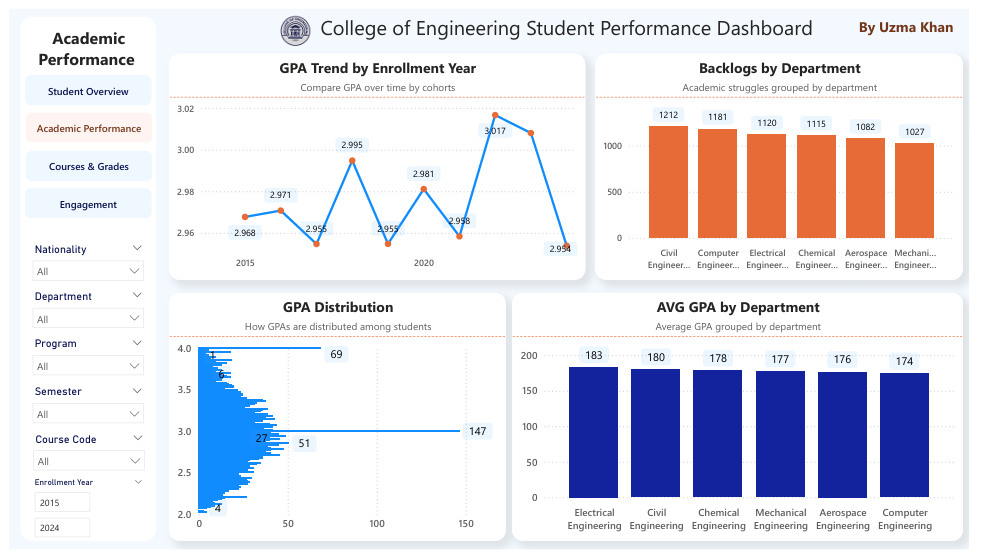 College of Engineering Student Performance Dashboard
By Uzma Khan
Academic
Performance
Student Overview
Academic Performance
Courses & Grades
Engagement
Nationality
All
Department
All
Program
All
Semester
All
Course Code
All
Enrollment Year
2015
2024
GPA Trend by Enrollment Year
Compare GPA over time by cohorts
3.02
3.00
2.98
2.96
2.968
2.971
2.955
2.995
2.955
2.981
2.958
3.017
2.954
2015
2020
Backlogs by Department
Academic struggles grouped by department
1000
500
0
1212
1181
1120
1115
1082
1027
Civil Engineer...
Computer Engineer...
Electrical Engineer...
Chemical Engineer...
Aerospace Engineer...
Mechani... Engineer...
GPA Distribution
How GPAs are distributed among students
4.0
3.5
3.0
2.5
2.0
1
69
6
147
27
51
4
0
50
100
150
AVG GPA by Department
Average GPA grouped by department
200
150
100
50
0
183
180
178
177
176
174
Electrical Engineering
Civil Engineering
Chemical Engineering
Mechanical Engineering
Aerospace Engineering
Computer Engineering